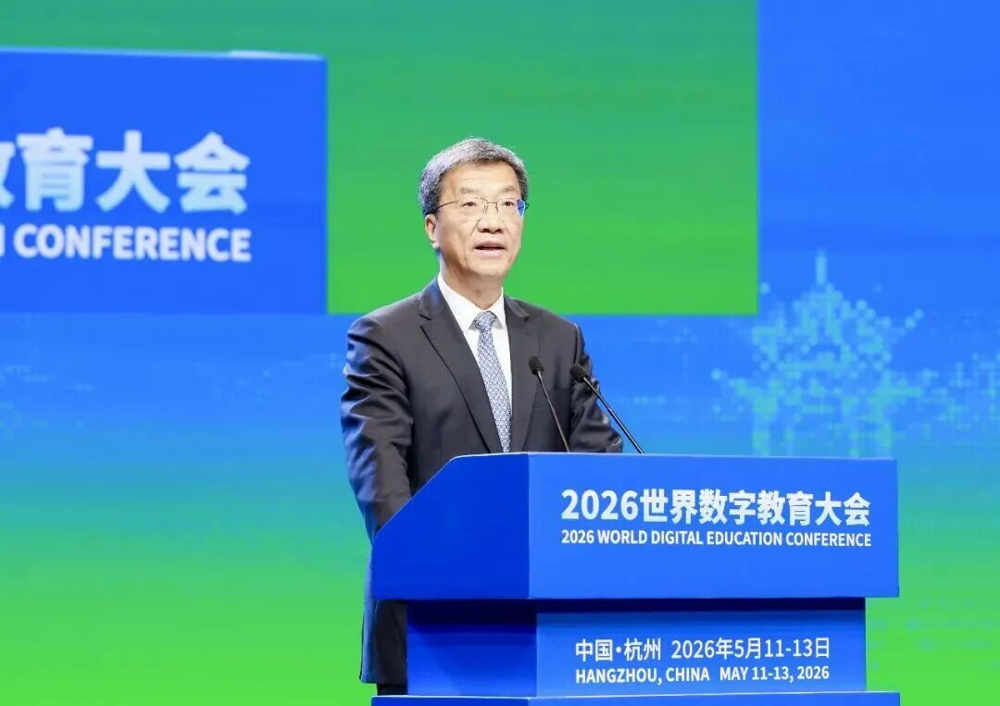 育大会
CONFERENCE
2026世界数字教育大会
2026 WORLD DIGITAL EDUCATION CONFERENCE
中国·杭州 2026年5月11-13日
HANGZHOU, CHINA MAY 11-13, 2026